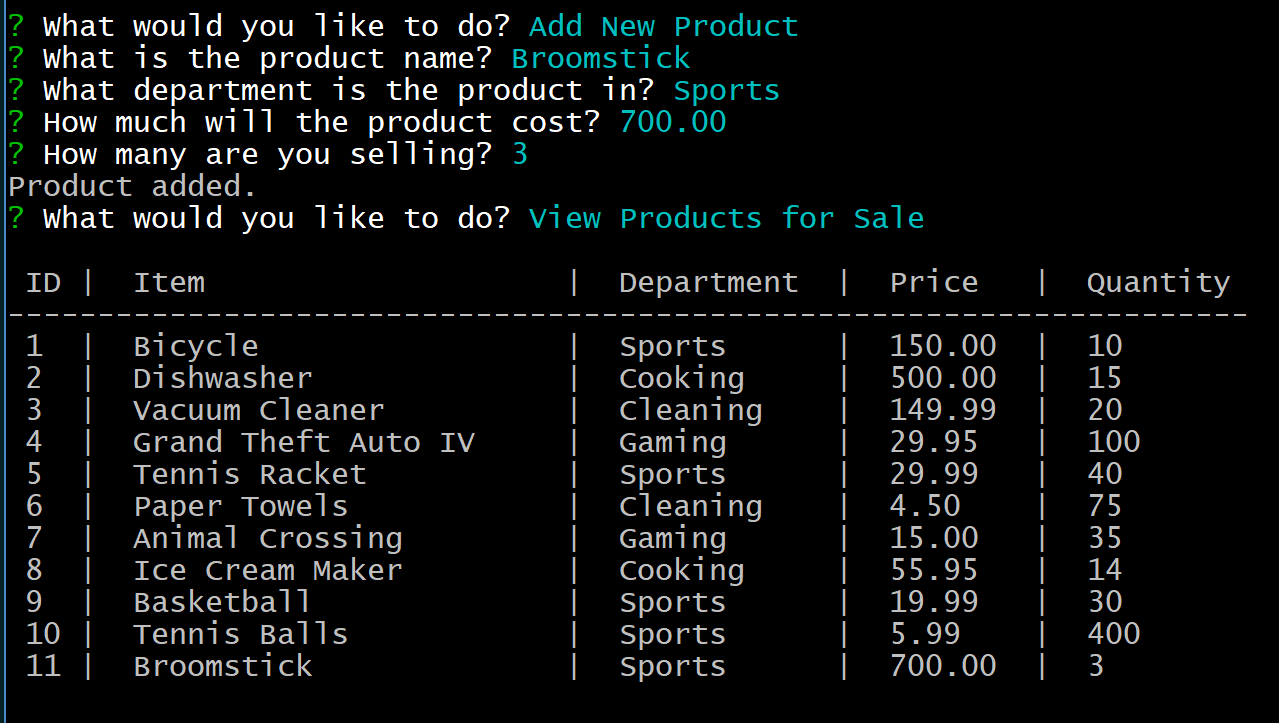 ? What would you like to do? Add New Product
? What is the product name? Broomstick
? What department is the product in? Sports
? How much will the product cost? 700.00
? How many are you selling? 3
Product added.
? What would you like to do? View Products for Sale
ID | Item | Department | Price | Quantity
---------------------------------------------------------------------
1 | Bicycle | Sports | 150.00 | 10
2 | Dishwasher | Cooking | 500.00 | 15
3 | Vacuum Cleaner | Cleaning | 149.99 | 20
4 | Grand Theft Auto IV | Gaming | 29.95 | 100
5 | Tennis Racket | Sports | 29.99 | 40
6 | Paper Towels | Cleaning | 4.50 | 75
7 | Animal Crossing | Gaming | 15.00 | 35
8 | Ice Cream Maker | Cooking | 55.95 | 14
9 | Basketball | Sports | 19.99 | 30
10 | Tennis Balls | Sports | 5.99 | 400
11 | Broomstick | Sports | 700.00 | 3